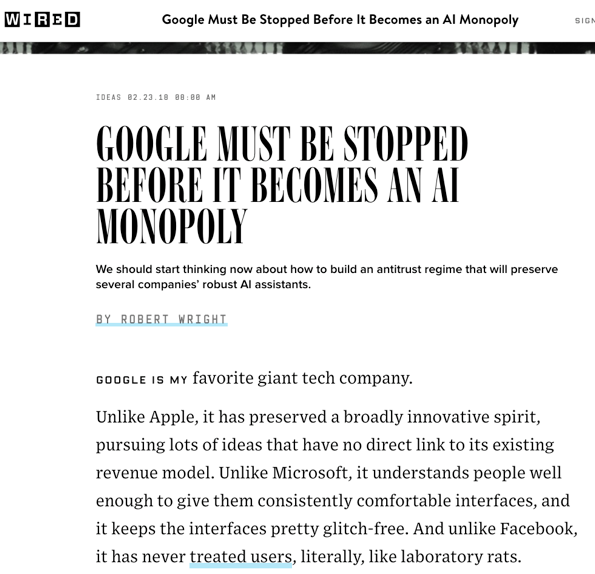 WIRED Google Must Be Stopped Before It Becomes an AI Monopoly SIGN
IDEAS 02.23.18 08:00 AM
GOOGLE MUST BE STOPPED
BEFORE IT BECOMES AN AI
MONOPOLY
We should start thinking now about how to build an antitrust regime that will preserve
several companies’ robust AI assistants.
BY ROBERT WRIGHT
GOOGLE IS MY favorite giant tech company.
Unlike Apple, it has preserved a broadly innovative spirit,
pursuing lots of ideas that have no direct link to its existing
revenue model. Unlike Microsoft, it understands people well
enough to give them consistently comfortable interfaces, and
it keeps the interfaces pretty glitch-free. And unlike Facebook,
it has never treated users, literally, like laboratory rats.